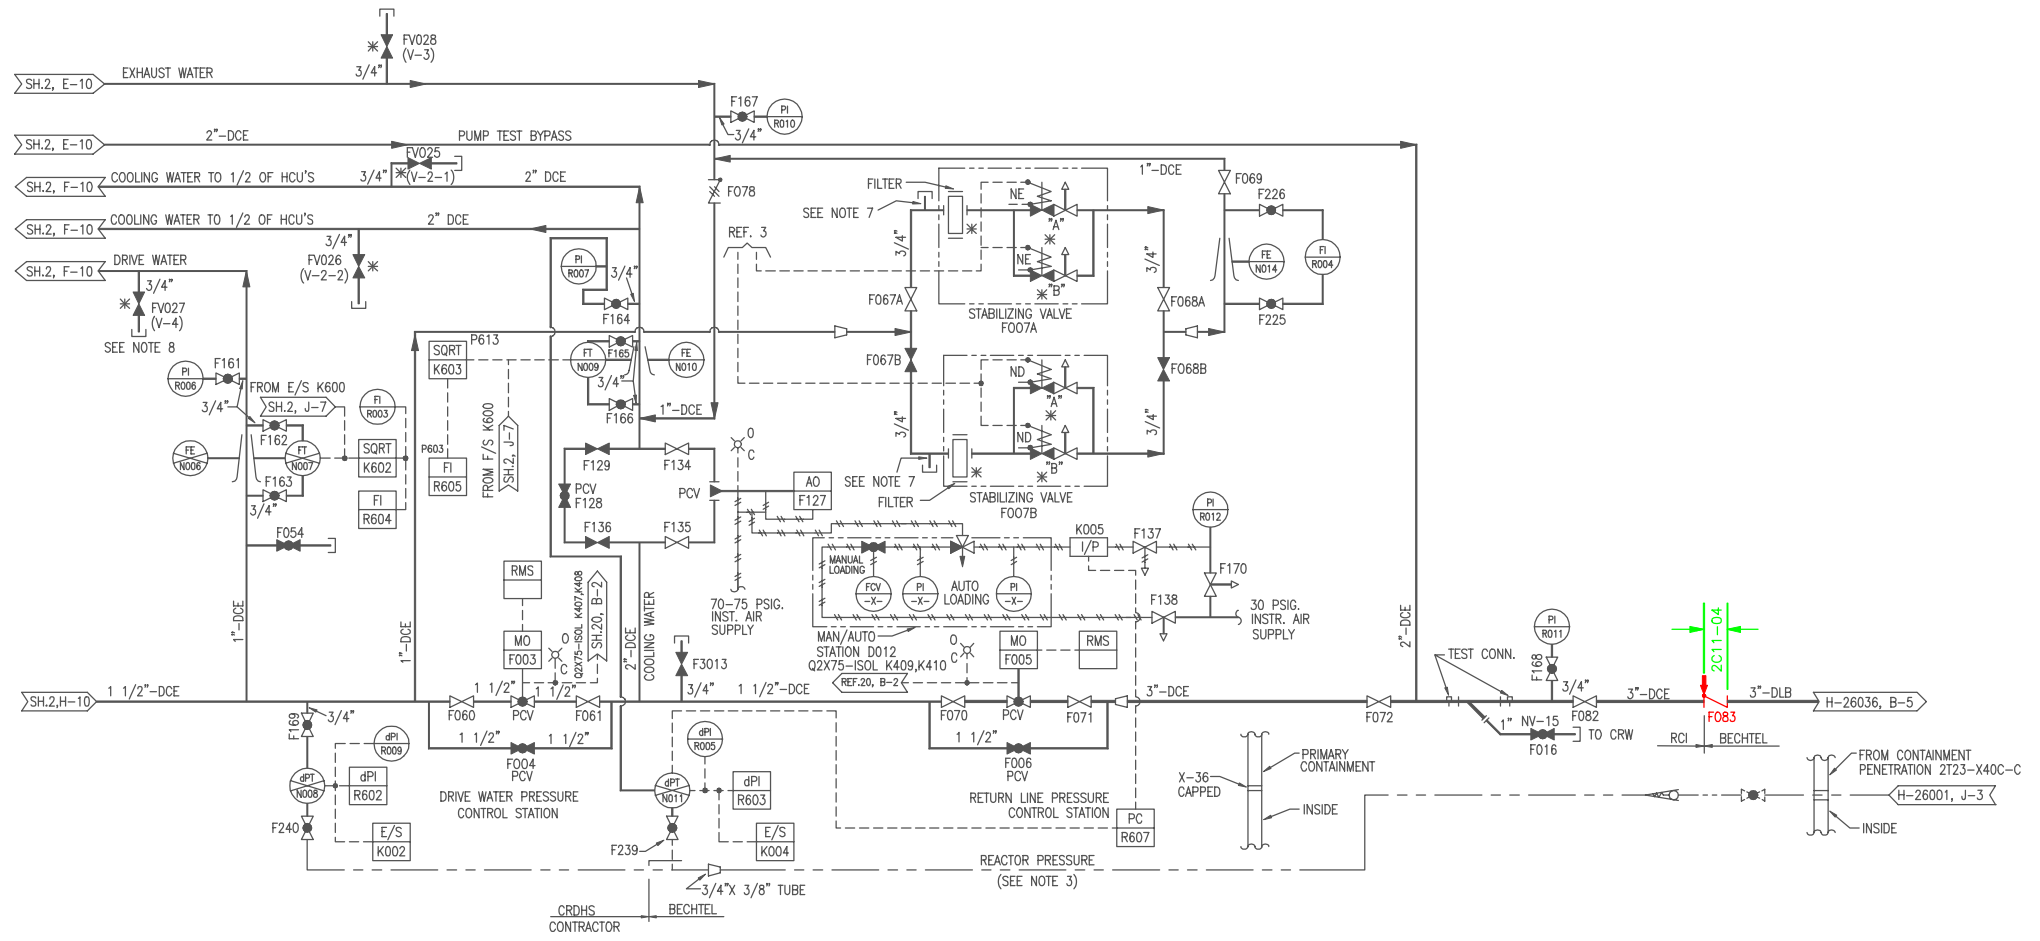 FV028
(V-3)
3/4"
SH.2, E-10
EXHAUST WATER
F167
PI
R010
3/4"
SH.2, E-10
2"-DCE
PUMP TEST BYPASS
FV025
(V-2-1)
3/4"
SH.2, F-10
COOLING WATER TO 1/2 OF HCU'S
2" DCE
F078
1"-DCE
F069
F226
SH.2, F-10
COOLING WATER TO 1/2 OF HCU'S
2" DCE
3/4"
FV026
(V-2-2)
SH.2, F-10
DRIVE WATER
3/4"
FV027
(V-4)
SEE NOTE 8
PI
R007
3/4"
F164
REF. 3
FILTER
SEE NOTE 7
NE
"A"
NE
"B"
3/4"
3/4"
F067A
F068A
STABILIZING VALVE
F007A
FE
N014
FI
R004
F225
P613
SQRT
K603
FT
N009
F165
FE
N010
3/4"
F166
1"-DCE
F067B
F068B
ND
"A"
ND
"B"
3/4"
3/4"
SEE NOTE 7
FILTER
STABILIZING VALVE
F007B
PI
R006
F161
FROM E/S K600
SH.2, J-7
3/4"
F162
FI
R003
FE
N006
FT
N007
SQRT
K602
F163
3/4"
FI
R604
F054
P603
FI
R605
FROM F/S K600
SH.2, J-7
F129
F134
PCV
F128
PCV
F136
F135
O
C
AO
F127
70-75 PSIG.
INST. AIR
SUPPLY
MANUAL
LOADING
FCV
-X-
PI
-X-
AUTO
LOADING
PI
-X-
K005
I/P
F137
PI
R012
F170
F138
30 PSIG.
INSTR. AIR
SUPPLY
MAN/AUTO
STATION D012
Q2X75-ISOL K409,K410
REF.20, B-2
O
C
MO
F005
RMS
RMS
MO
F003
O
C
Q2X75-ISOL K407,K408
SH.20, B-2
2"-DCE
COOLING WATER
1"-DCE
1"-DCE
2"-DCE
F3013
3/4"
SH.2,H-10
1 1/2"-DCE
F169
3/4"
1 1/2"
1 1/2"
F060
PCV
F061
1 1/2"
1 1/2"
F004
PCV
1 1/2"-DCE
F070
PCV
F071
1 1/2"
F006
PCV
3"-DCE
F072
TEST CONN.
PI
R011
F168
3/4"
F082
3"-DCE
2C11-04
F083
3"-DLB
H-26036, B-5
1"
NV-15
F016
TO CRW
RCI
BECHTEL
dPI
R009
dPT
N008
dPI
R602
F240
E/S
K002
DRIVE WATER PRESSURE
CONTROL STATION
dPI
R005
dPT
N011
dPI
R603
F239
E/S
K004
RETURN LINE PRESSURE
CONTROL STATION
PC
R607
X-36
CAPPED
PRIMARY
CONTAINMENT
INSIDE
FROM CONTAINMENT
PENETRATION 2T23-X40C-C
H-26001, J-3
INSIDE
REACTOR PRESSURE
(SEE NOTE 3)
3/4"X 3/8" TUBE
CRDHS
CONTRACTOR
BECHTEL